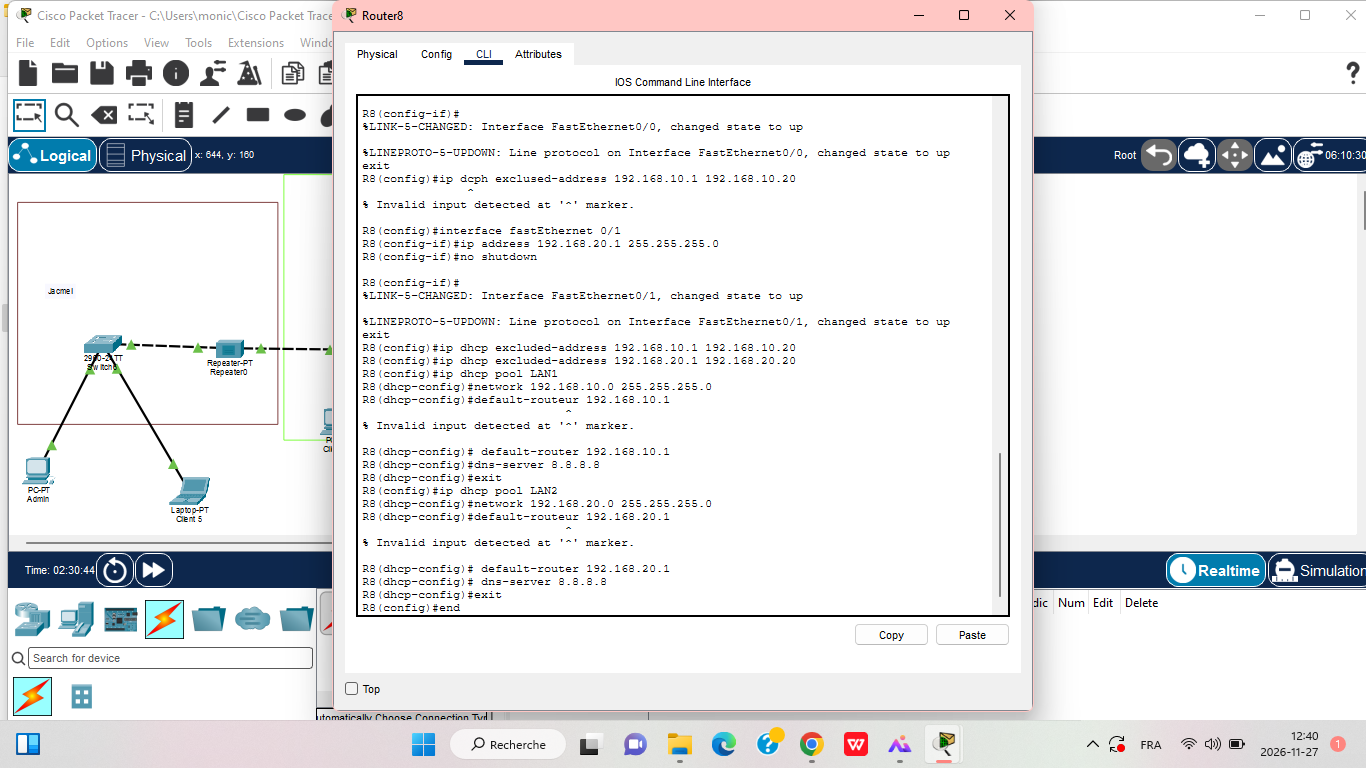 Cisco Packet Tracer - C:\Users\monic\Cisco Packet Trace
Router8
File Edit Options View Tools Extensions Windo
Physical Config CLI Attributes
IOS Command Line Interface
R8(config-if)#
%LINK-5-CHANGED: Interface FastEthernet0/0, changed state to up
%LINEPROTO-5-UPDOWN: Line protocol on Interface FastEthernet0/0, changed state to up
exit
R8(config)#ip dcph exclused-address 192.168.10.1 192.168.10.20
^
% Invalid input detected at '^' marker.
R8(config)#interface fastEthernet 0/1
R8(config-if)#ip address 192.168.20.1 255.255.255.0
R8(config-if)#no shutdown
R8(config-if)#
%LINK-5-CHANGED: Interface FastEthernet0/1, changed state to up
%LINEPROTO-5-UPDOWN: Line protocol on Interface FastEthernet0/1, changed state to up
exit
R8(config)#ip dhcp excluded-address 192.168.10.1 192.168.10.20
R8(config)#ip dhcp excluded-address 192.168.20.1 192.168.20.20
R8(config)#ip dhcp pool LAN1
R8(dhcp-config)#network 192.168.10.0 255.255.255.0
R8(dhcp-config)#default-routeur 192.168.10.1
^
% Invalid input detected at '^' marker.
R8(dhcp-config)# default-router 192.168.10.1
R8(dhcp-config)#dns-server 8.8.8.8
R8(dhcp-config)#exit
R8(config)#ip dhcp pool LAN2
R8(dhcp-config)#network 192.168.20.0 255.255.255.0
R8(dhcp-config)#default-routeur 192.168.20.1
^
% Invalid input detected at '^' marker.
R8(dhcp-config)# default-router 192.168.20.1
R8(dhcp-config)# dns-server 8.8.8.8
R8(dhcp-config)#exit
R8(config)#end
Copy Paste
Top
Logical Physical x: 644, y: 160
Root 06:10:30
Jacmel
Repeater-PT
Repeater0
PC-PT
Admin
Laptop-PT
Client 5
Time: 02:30:44
Realtime Simulation
dic Num Edit Delete
Search for device
utomatically Choose Connection Typ
Recherche
FRA
12:40
2026-11-27
1